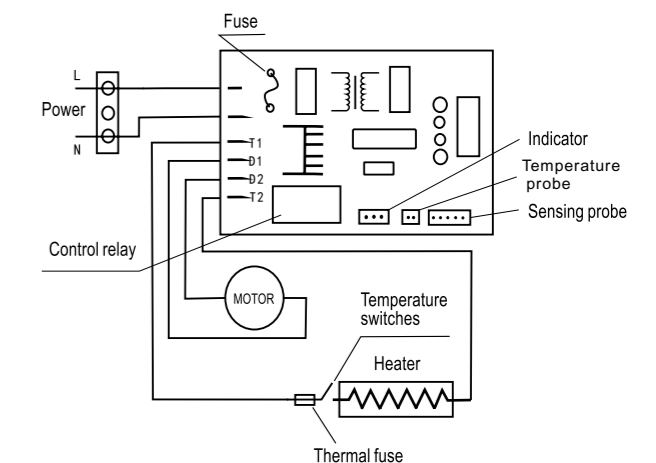 Fuse
L
Power
N
T1
D1
D2
T2
Indicator
Temperature
probe
Sensing probe
Control relay
MOTOR
Temperature
switches
Heater
Thermal fuse